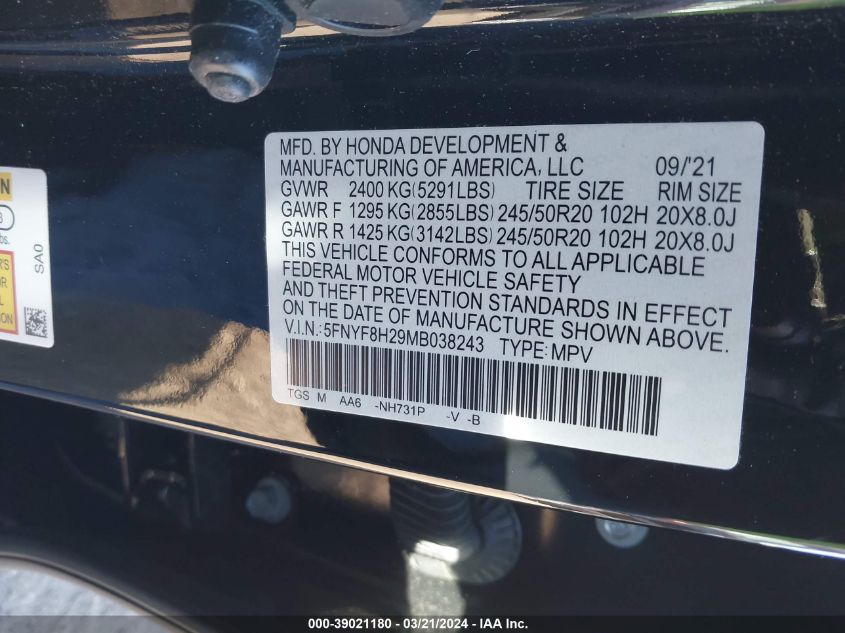 MFD. BY HONDA DEVELOPMENT &
MANUFACTURING OF AMERICA, LLC 09/'21
GVWR 2400 KG(5291LBS) TIRE SIZE RIM SIZE
GAWR F 1295 KG(2855LBS) 245/50R20 102H 20X8.0J
GAWR R 1425 KG(3142LBS) 245/50R20 102H 20X8.0J
THIS VEHICLE CONFORMS TO ALL APPLICABLE
FEDERAL MOTOR VEHICLE SAFETY
AND THEFT PREVENTION STANDARDS IN EFFECT
ON THE DATE OF MANUFACTURE SHOWN ABOVE.
V.I.N.: 5FNYF8H29MB038243 TYPE: MPV
TGS M AA6 -NH731P -V -B
SA0
000-39021180 - 03/21/2024 - IAA Inc.